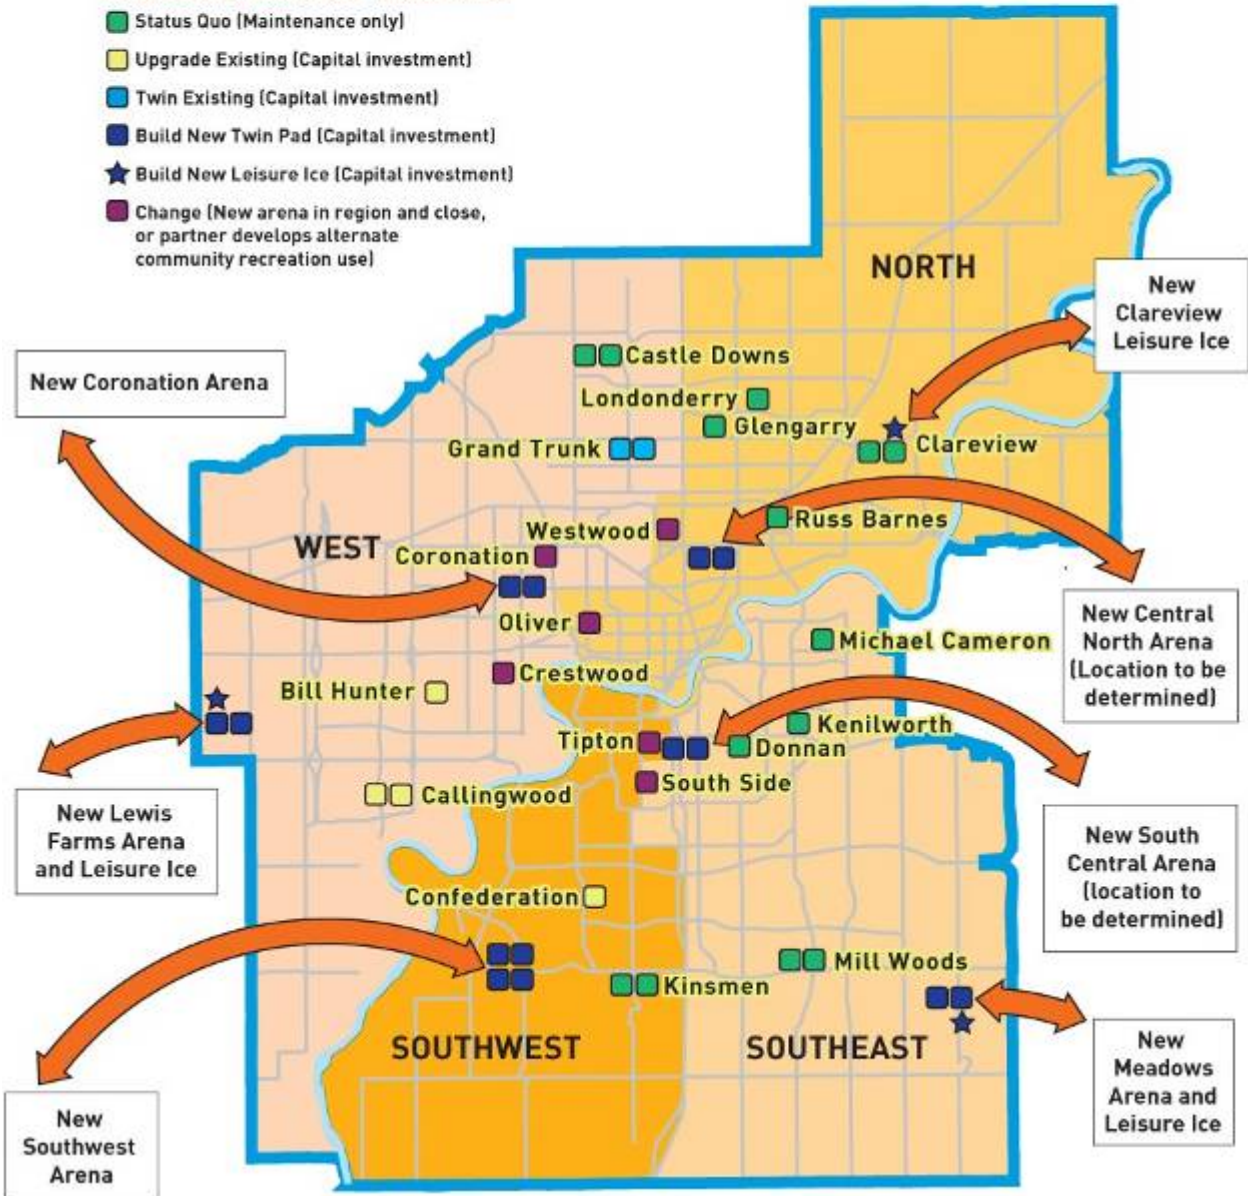 Status Quo (Maintenance only)
Upgrade Existing (Capital investment)
Twin Existing (Capital investment)
Build New Twin Pad (Capital investment)
Build New Leisure Ice (Capital investment)
Change (New arena in region and close,
or partner develops alternate
community recreation use)
NORTH
New
Clareview
Leisure Ice
New Coronation Arena
Castle Downs
Londonderry
Glengarry
Grand Trunk
Clareview
Westwood
Russ Barnes
WEST
Coronation
Oliver
New Central
North Arena
(Location to be
determined)
Michael Cameron
Crestwood
Bill Hunter
Kenilworth
Tipton
Donnan
South Side
Callingwood
New Lewis
Farms Arena
and Leisure Ice
New South
Central Arena
(location to
be determined)
Confederation
Mill Woods
Kinsmen
SOUTHWEST
SOUTHEAST
New
Meadows
Arena and
Leisure Ice
New
Southwest
Arena